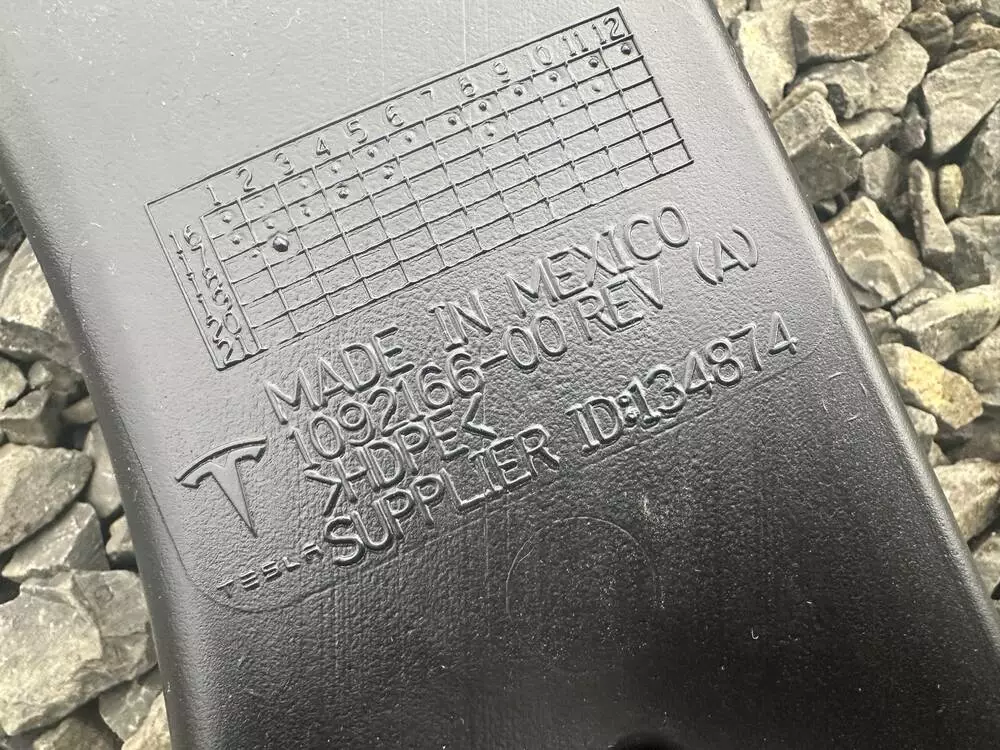 1 2 3 4 5 6 7 8 9 10 11 12
16
17
18
19
20
21
MADE IN MEXICO
1092166-00 REV (A)
>HDPE<
SUPPLIER ID:134874
TESLA